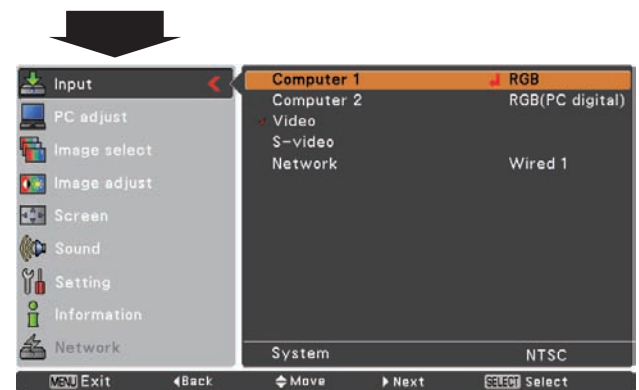 Input
PC adjust
Image select
Image adjust
Screen
Sound
Setting
Information
Network
Computer 1 RGB
Computer 2 RGB(PC digital)
Video
S-video
Network Wired 1
System NTSC
MENU Exit Back Move Next SELECT Select